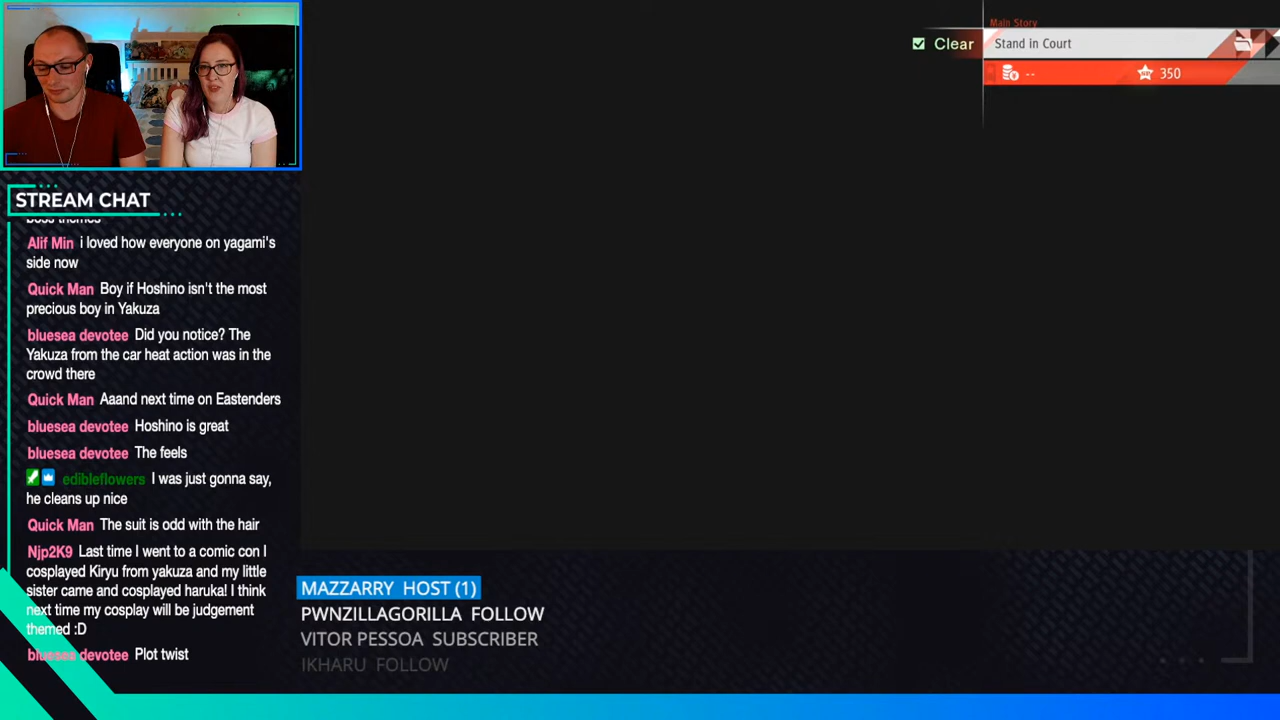 Main Story
Clear
Stand in Court
--
350
STREAM CHAT
boss themes
Alif Min i loved how everyone on yagami's
side now
Quick Man Boy if Hoshino isn't the most
precious boy in Yakuza
bluesea devotee Did you notice? The
Yakuza from the car heat action was in the
crowd there
Quick Man Aaand next time on Eastenders
bluesea devotee Hoshino is great
bluesea devotee The feels
edibleflowers I was just gonna say,
he cleans up nice
Quick Man The suit is odd with the hair
Njp2K9 Last time I went to a comic con I
cosplayed Kiryu from yakuza and my little
sister came and cosplayed haruka! I think
next time my cosplay will be judgement
themed :D
bluesea devotee Plot twist
MAZZARRY HOST (1)
PWNZILLAGORILLA FOLLOW
VITOR PESSOA SUBSCRIBER
IKHARU FOLLOW